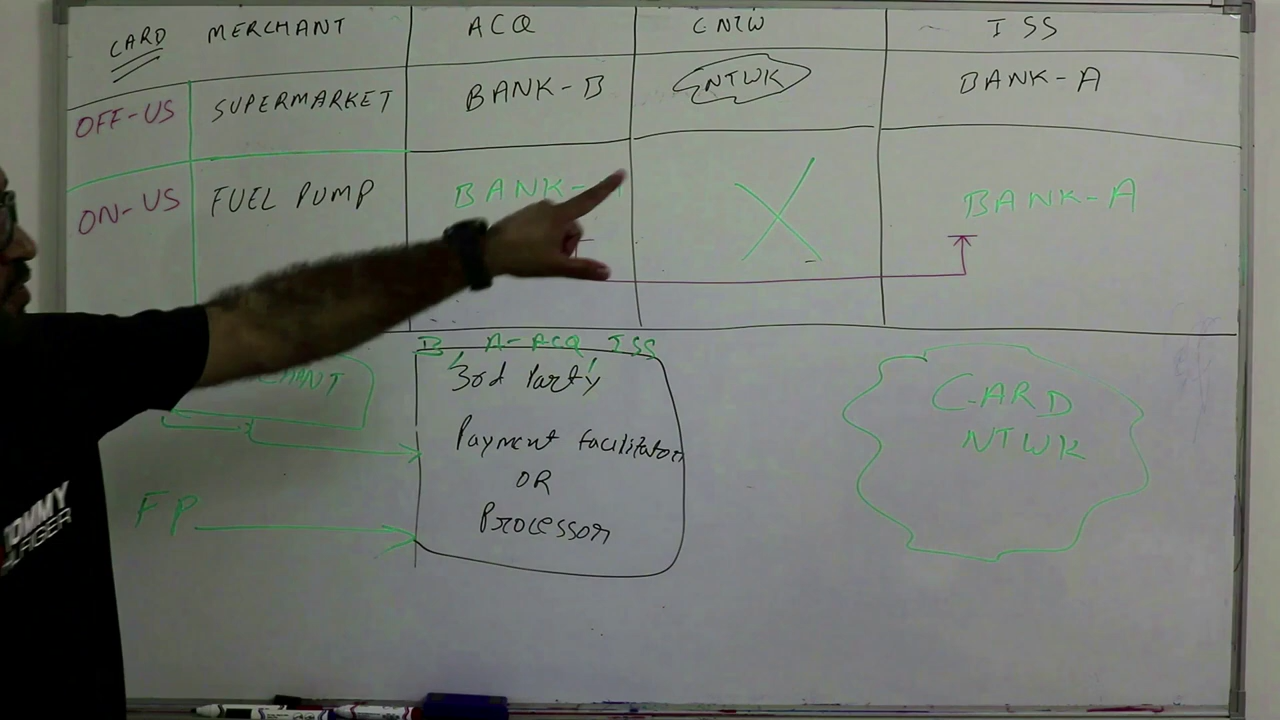 CARD MERCHANT ACQ CNTW ISS
OFF-US SUPERMARKET BANK-B NTWK BANK-A
ON-US FUEL PUMP BANK- X BANK-A
B A-ACQ ISS
3rd Party
Payment facilitator
OR
Processor
CARD
NTWK
FP
TOMMY